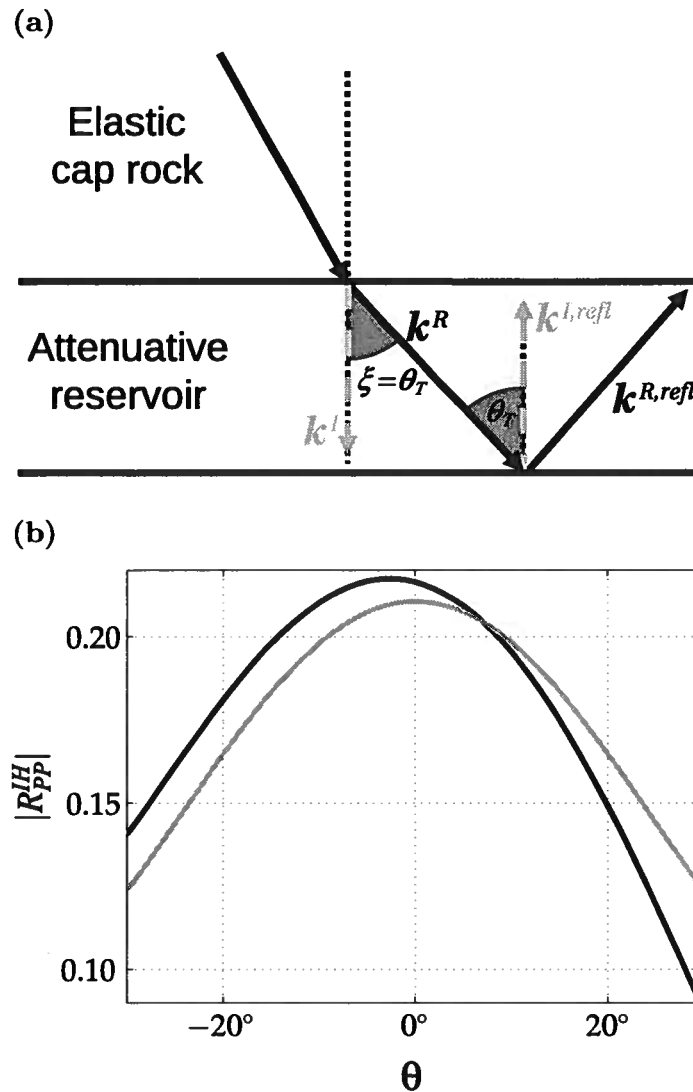 (a)
Elastic
cap rock
Attenuative
reservoir
k^R
ξ=θ_T
k^I
θ_T
k^{I,refl}
k^{R,refl}
(b)
|R_{PP}^{IH}|
0.20
0.15
0.10
−20°
0°
20°
θ